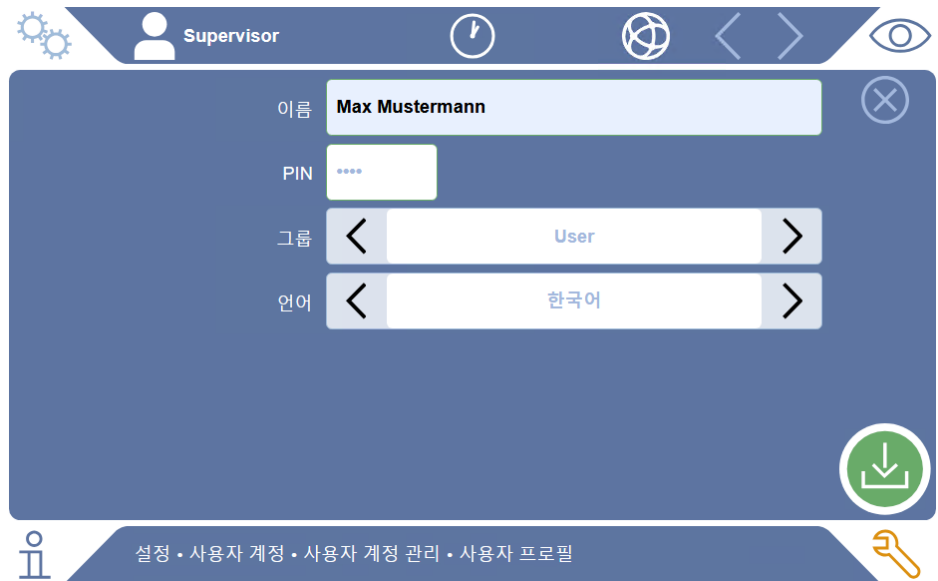 Supervisor
이름 Max Mustermann
PIN ••••
그룹 User
언어 한국어
설정 • 사용자 계정 • 사용자 계정 관리 • 사용자 프로필